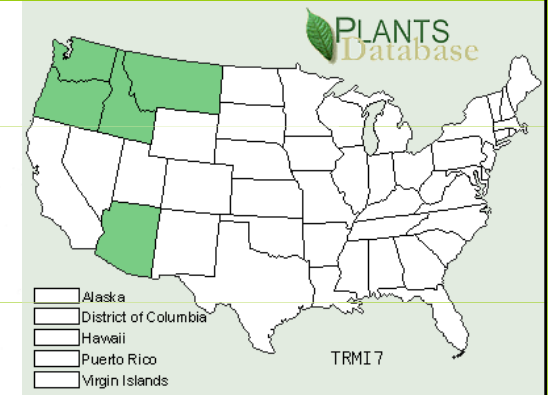 PLANTS
Database
Alaska
District of Columbia
Hawaii
Puerto Rico
Virgin Islands
TRMI7